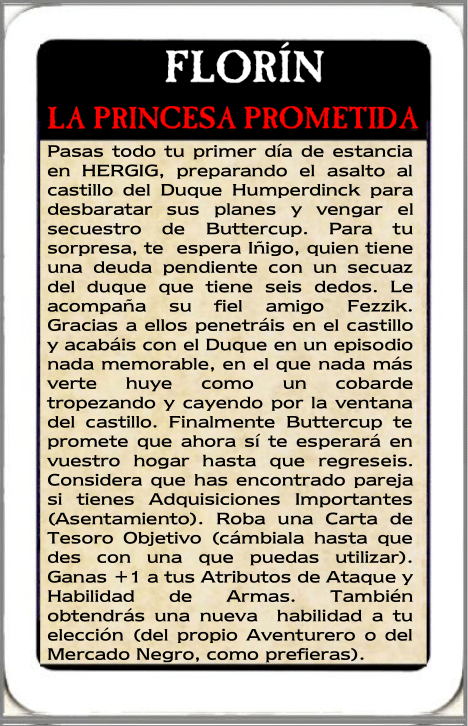 FLORÍN
LA PRINCESA PROMETIDA
Pasas todo tu primer día de estancia
en HERGIG, preparando el asalto al
castillo del Duque Humperdinck para
desbaratar sus planes y vengar el
secuestro de Buttercup. Para tu
sorpresa, te espera Iñigo, quien tiene
una deuda pendiente con un secuaz
del duque que tiene seis dedos. Le
acompaña su fiel amigo Fezzik.
Gracias a ellos penetráis en el castillo
y acabáis con el Duque en un episodio
nada memorable, en el que nada más
verte huye como un cobarde
tropezando y cayendo por la ventana
del castillo. Finalmente Buttercup te
promete que ahora sí te esperará en
vuestro hogar hasta que regreseis.
Considera que has encontrado pareja
si tienes Adquisiciones Importantes
(Asentamiento). Roba una Carta de
Tesoro Objetivo (cámbiala hasta que
des con una que puedas utilizar).
Ganas +1 a tus Atributos de Ataque y
Habilidad de Armas. También
obtendrás una nueva habilidad a tu
elección (del propio Aventurero o del
Mercado Negro, como prefieras).